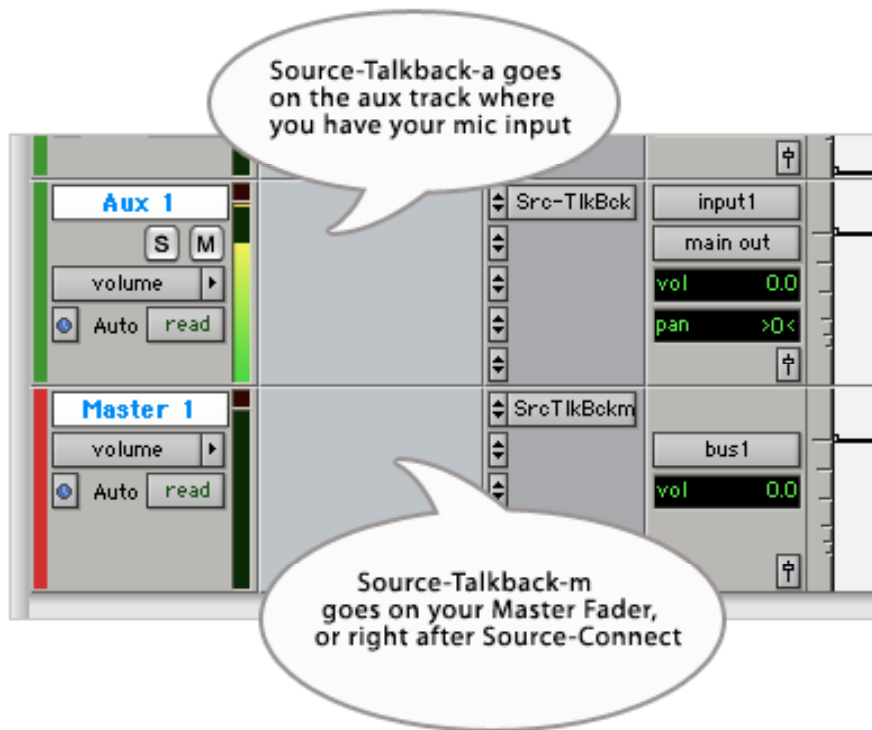 Source-Talkback-a goes
on the aux track where
you have your mic input
Aux 1
Src-TlkBck
input1
S M
main out
volume
vol 0.0
Auto read
pan >0<
Master 1
SrcTlkBckm
volume
bus1
Auto read
vol 0.0
Source-Talkback-m
goes on your Master Fader,
or right after Source-Connect